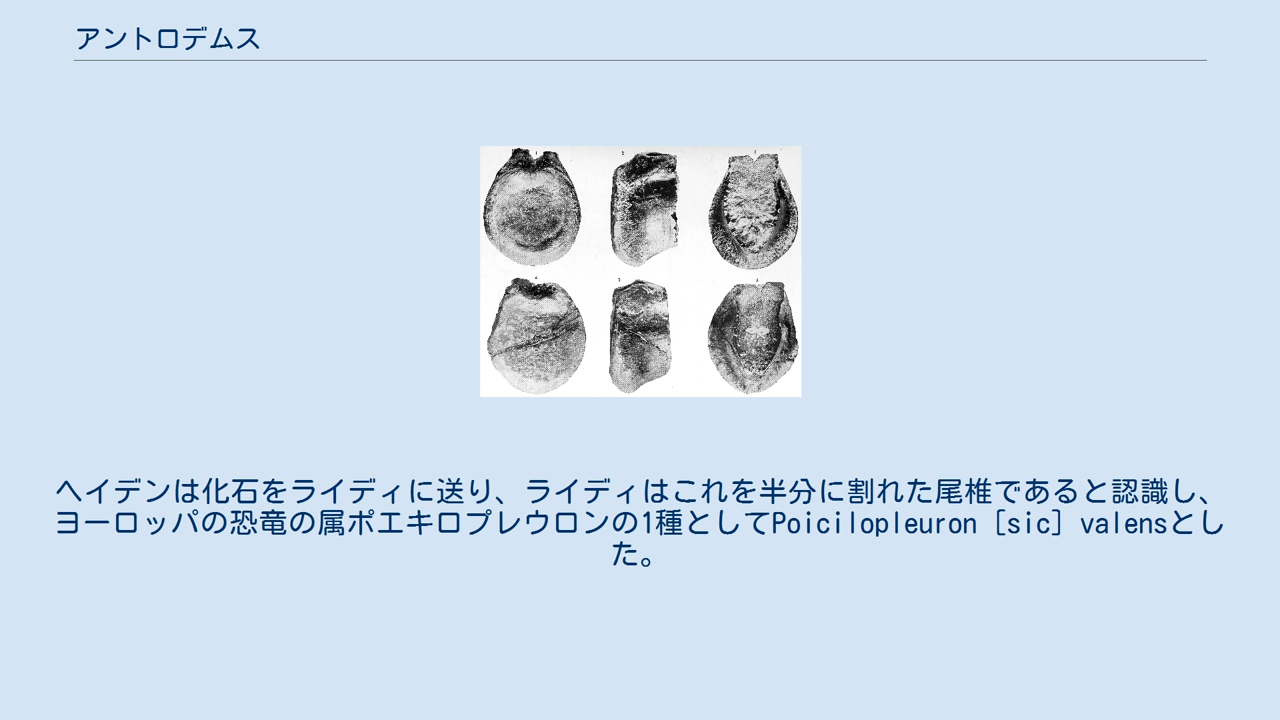 アントロデムス
ヘイデンは化石をライディに送り、ライディはこれを半分に割れた尾椎であると認識し、
ヨーロッパの恐竜の属ポエキロプレウロンの1種としてPoicilopleuron［sic］valensとし
た。